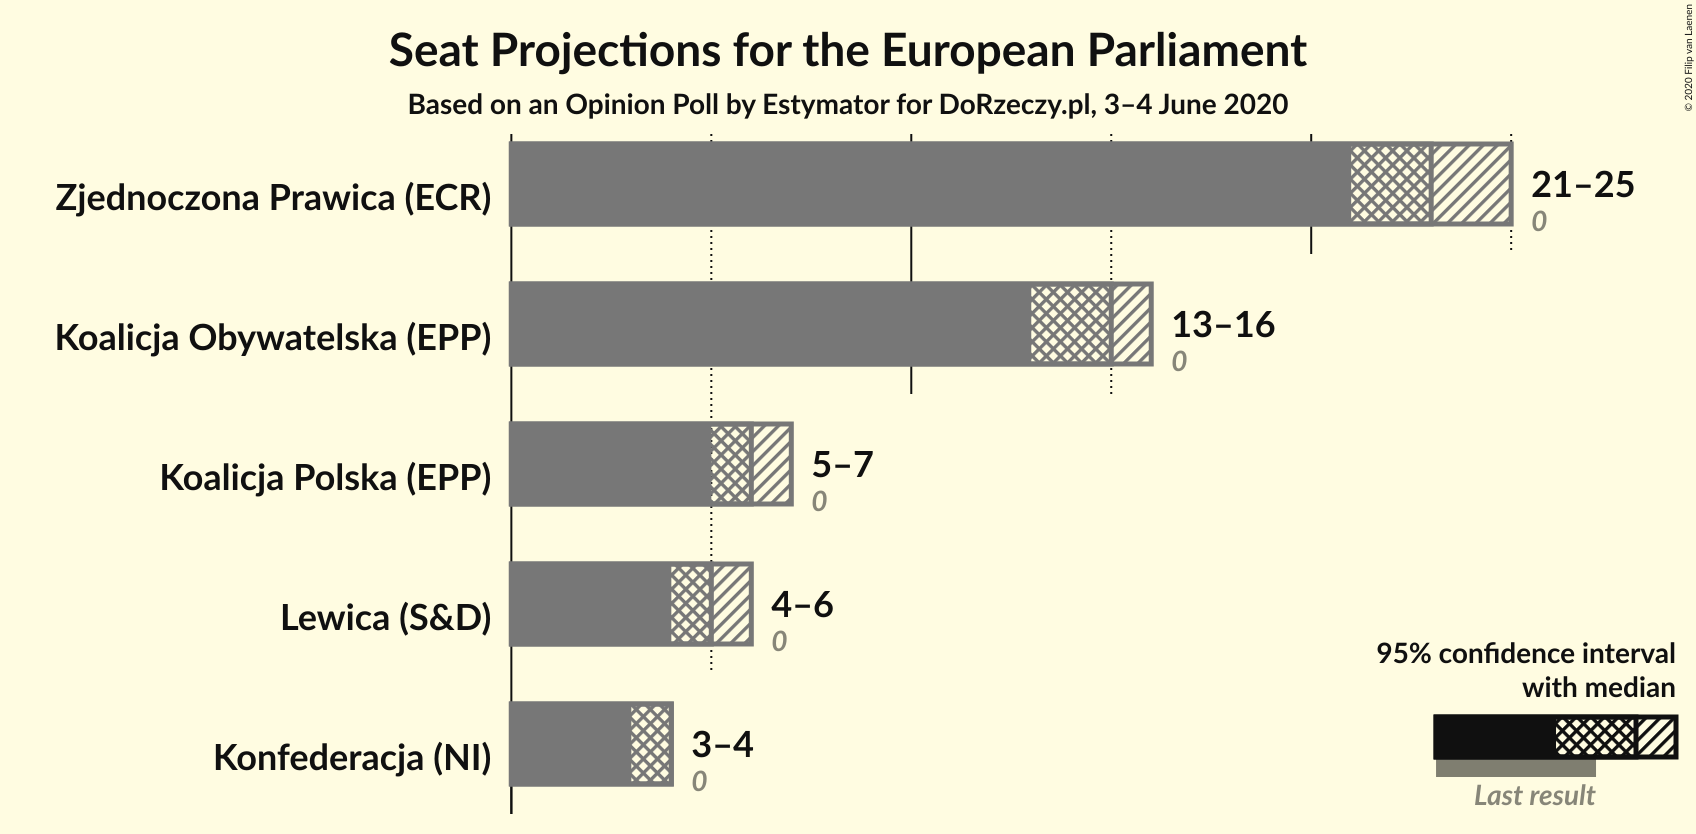 Seat Projections for the European Parliament
Based on an Opinion Poll by Estymator for DoRzeczy.pl, 3–4 June 2020
© 2020 Filip van Laenen
Zjednoczona Prawica (ECR)
21–25
0
Koalicja Obywatelska (EPP)
13–16
0
Koalicja Polska (EPP)
5–7
0
Lewica (S&D)
4–6
0
Konfederacja (NI)
3–4
0
95% confidence interval
with median
Last result